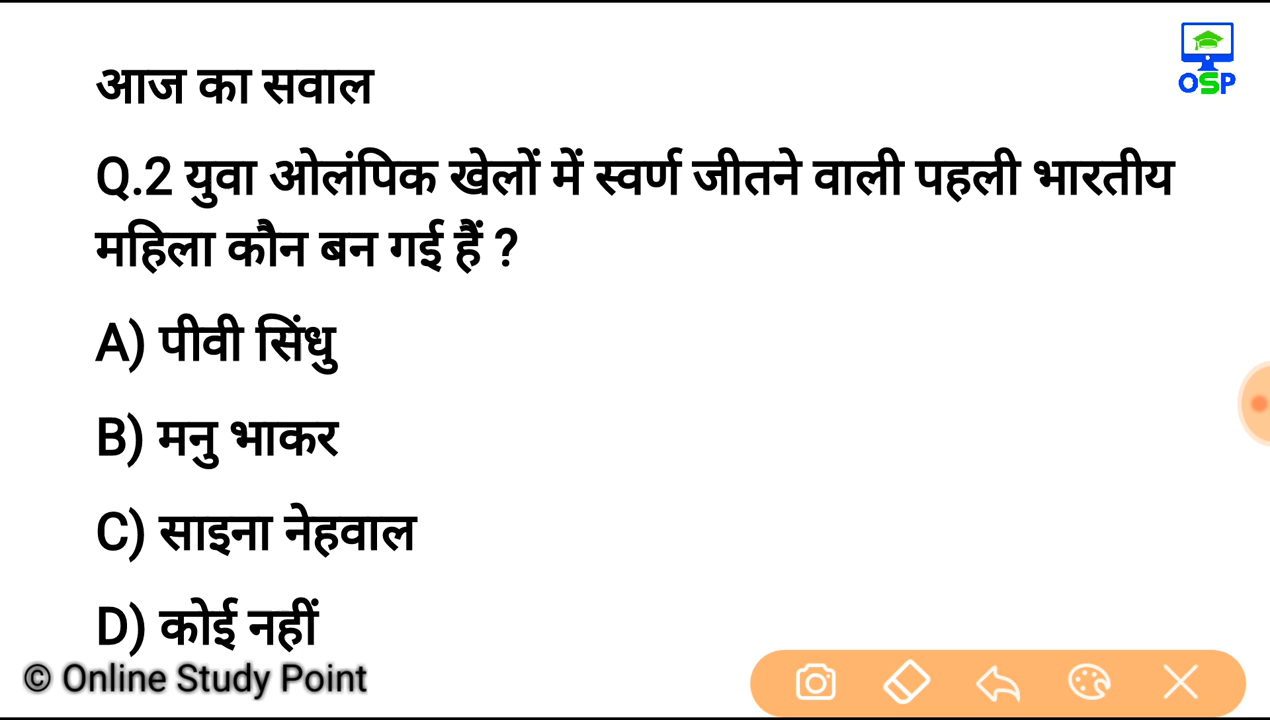 OSP
आज का सवाल
Q.2 युवा ओलंपिक खेलों में स्वर्ण जीतने वाली पहली भारतीय
महिला कौन बन गई हैं ?
A) पीवी सिंधु
B) मनु भाकर
C) साइना नेहवाल
D) कोई नहीं
© Online Study Point